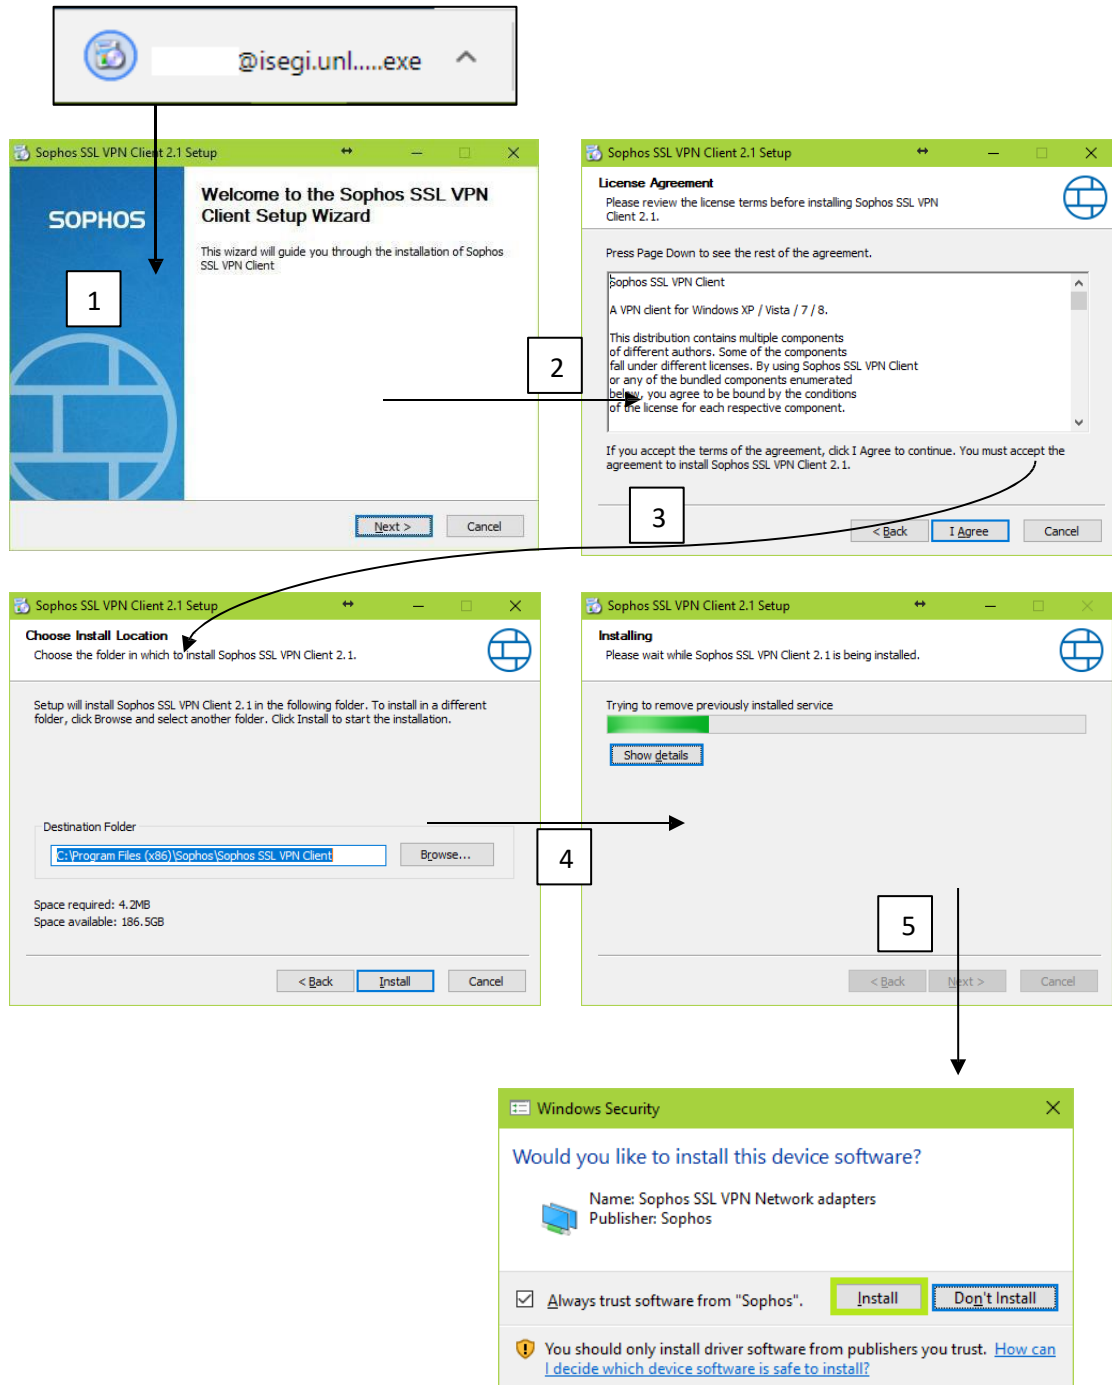 @isegi.unl.....exe
Sophos SSL VPN Client 2.1 Setup
SOPHOS
Welcome to the Sophos SSL VPN
Client Setup Wizard
This wizard will guide you through the installation of Sophos
SSL VPN Client
1
Next >
Cancel
2
Sophos SSL VPN Client 2.1 Setup
License Agreement
Please review the license terms before installing Sophos SSL VPN
Client 2.1.
Press Page Down to see the rest of the agreement.
Sophos SSL VPN Client
A VPN client for Windows XP / Vista / 7 / 8.
This distribution contains multiple components
of different authors. Some of the components
fall under different licenses. By using Sophos SSL VPN Client
or any of the bundled components enumerated
below, you agree to be bound by the conditions
of the license for each respective component.
If you accept the terms of the agreement, click I Agree to continue. You must accept the
agreement to install Sophos SSL VPN Client 2.1.
3
< Back
I Agree
Cancel
Sophos SSL VPN Client 2.1 Setup
Choose Install Location
Choose the folder in which to install Sophos SSL VPN Client 2.1.
Setup will install Sophos SSL VPN Client 2.1 in the following folder. To install in a different
folder, click Browse and select another folder. Click Install to start the installation.
Destination Folder
C:\Program Files (x86)\Sophos\Sophos SSL VPN Client
Browse...
Space required: 4.2MB
Space available: 186.5GB
< Back
Install
Cancel
4
Sophos SSL VPN Client 2.1 Setup
Installing
Please wait while Sophos SSL VPN Client 2.1 is being installed.
Trying to remove previously installed service
Show details
5
< Back
Next >
Cancel
Windows Security
Would you like to install this device software?
Name: Sophos SSL VPN Network adapters
Publisher: Sophos
Always trust software from "Sophos".
Install
Don't Install
You should only install driver software from publishers you trust. How can
I decide which device software is safe to install?